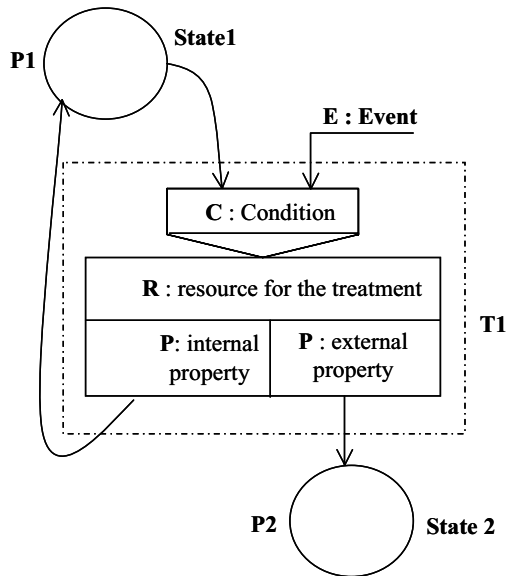 State1
P1
E : Event
C : Condition
R : resource for the treatment
P: internal
property
P : external
property
T1
P2
State 2